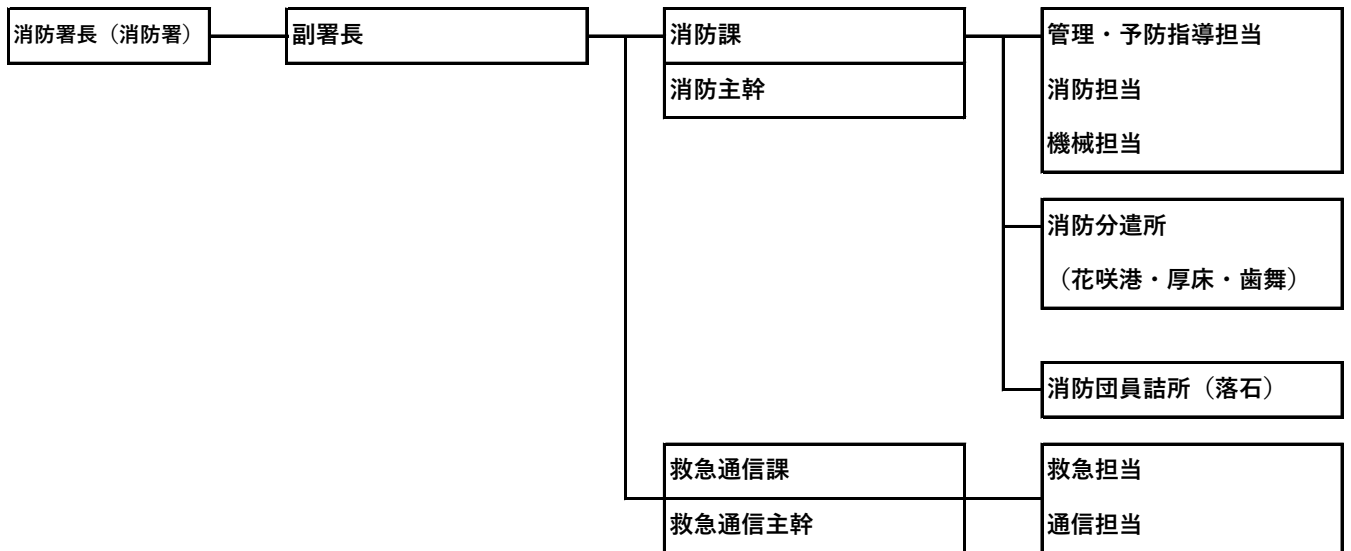 消防署長（消防署）
副署長
消防課
消防主幹
管理・予防指導担当
消防担当
機械担当
消防分遣所
（花咲港・厚床・歯舞）
消防団員詰所（落石）
救急通信課
救急通信主幹
救急担当
通信担当